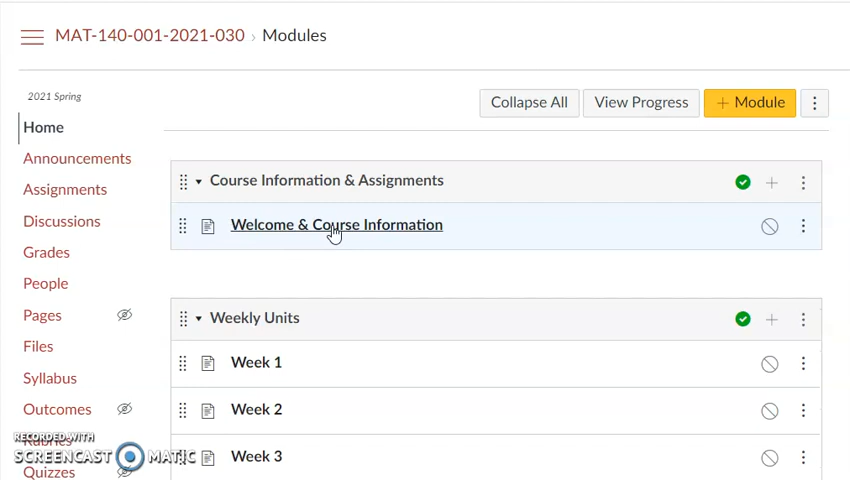 MAT-140-001-2021-030 › Modules
2021 Spring
Collapse All
View Progress
+ Module
Home
Announcements
Assignments
Discussions
Grades
People
Pages
Files
Syllabus
Outcomes
Rubrics
Quizzes
Course Information & Assignments
Welcome & Course Information
Weekly Units
Week 1
Week 2
Week 3
RECORDED WITH
SCREENCAST MATIC